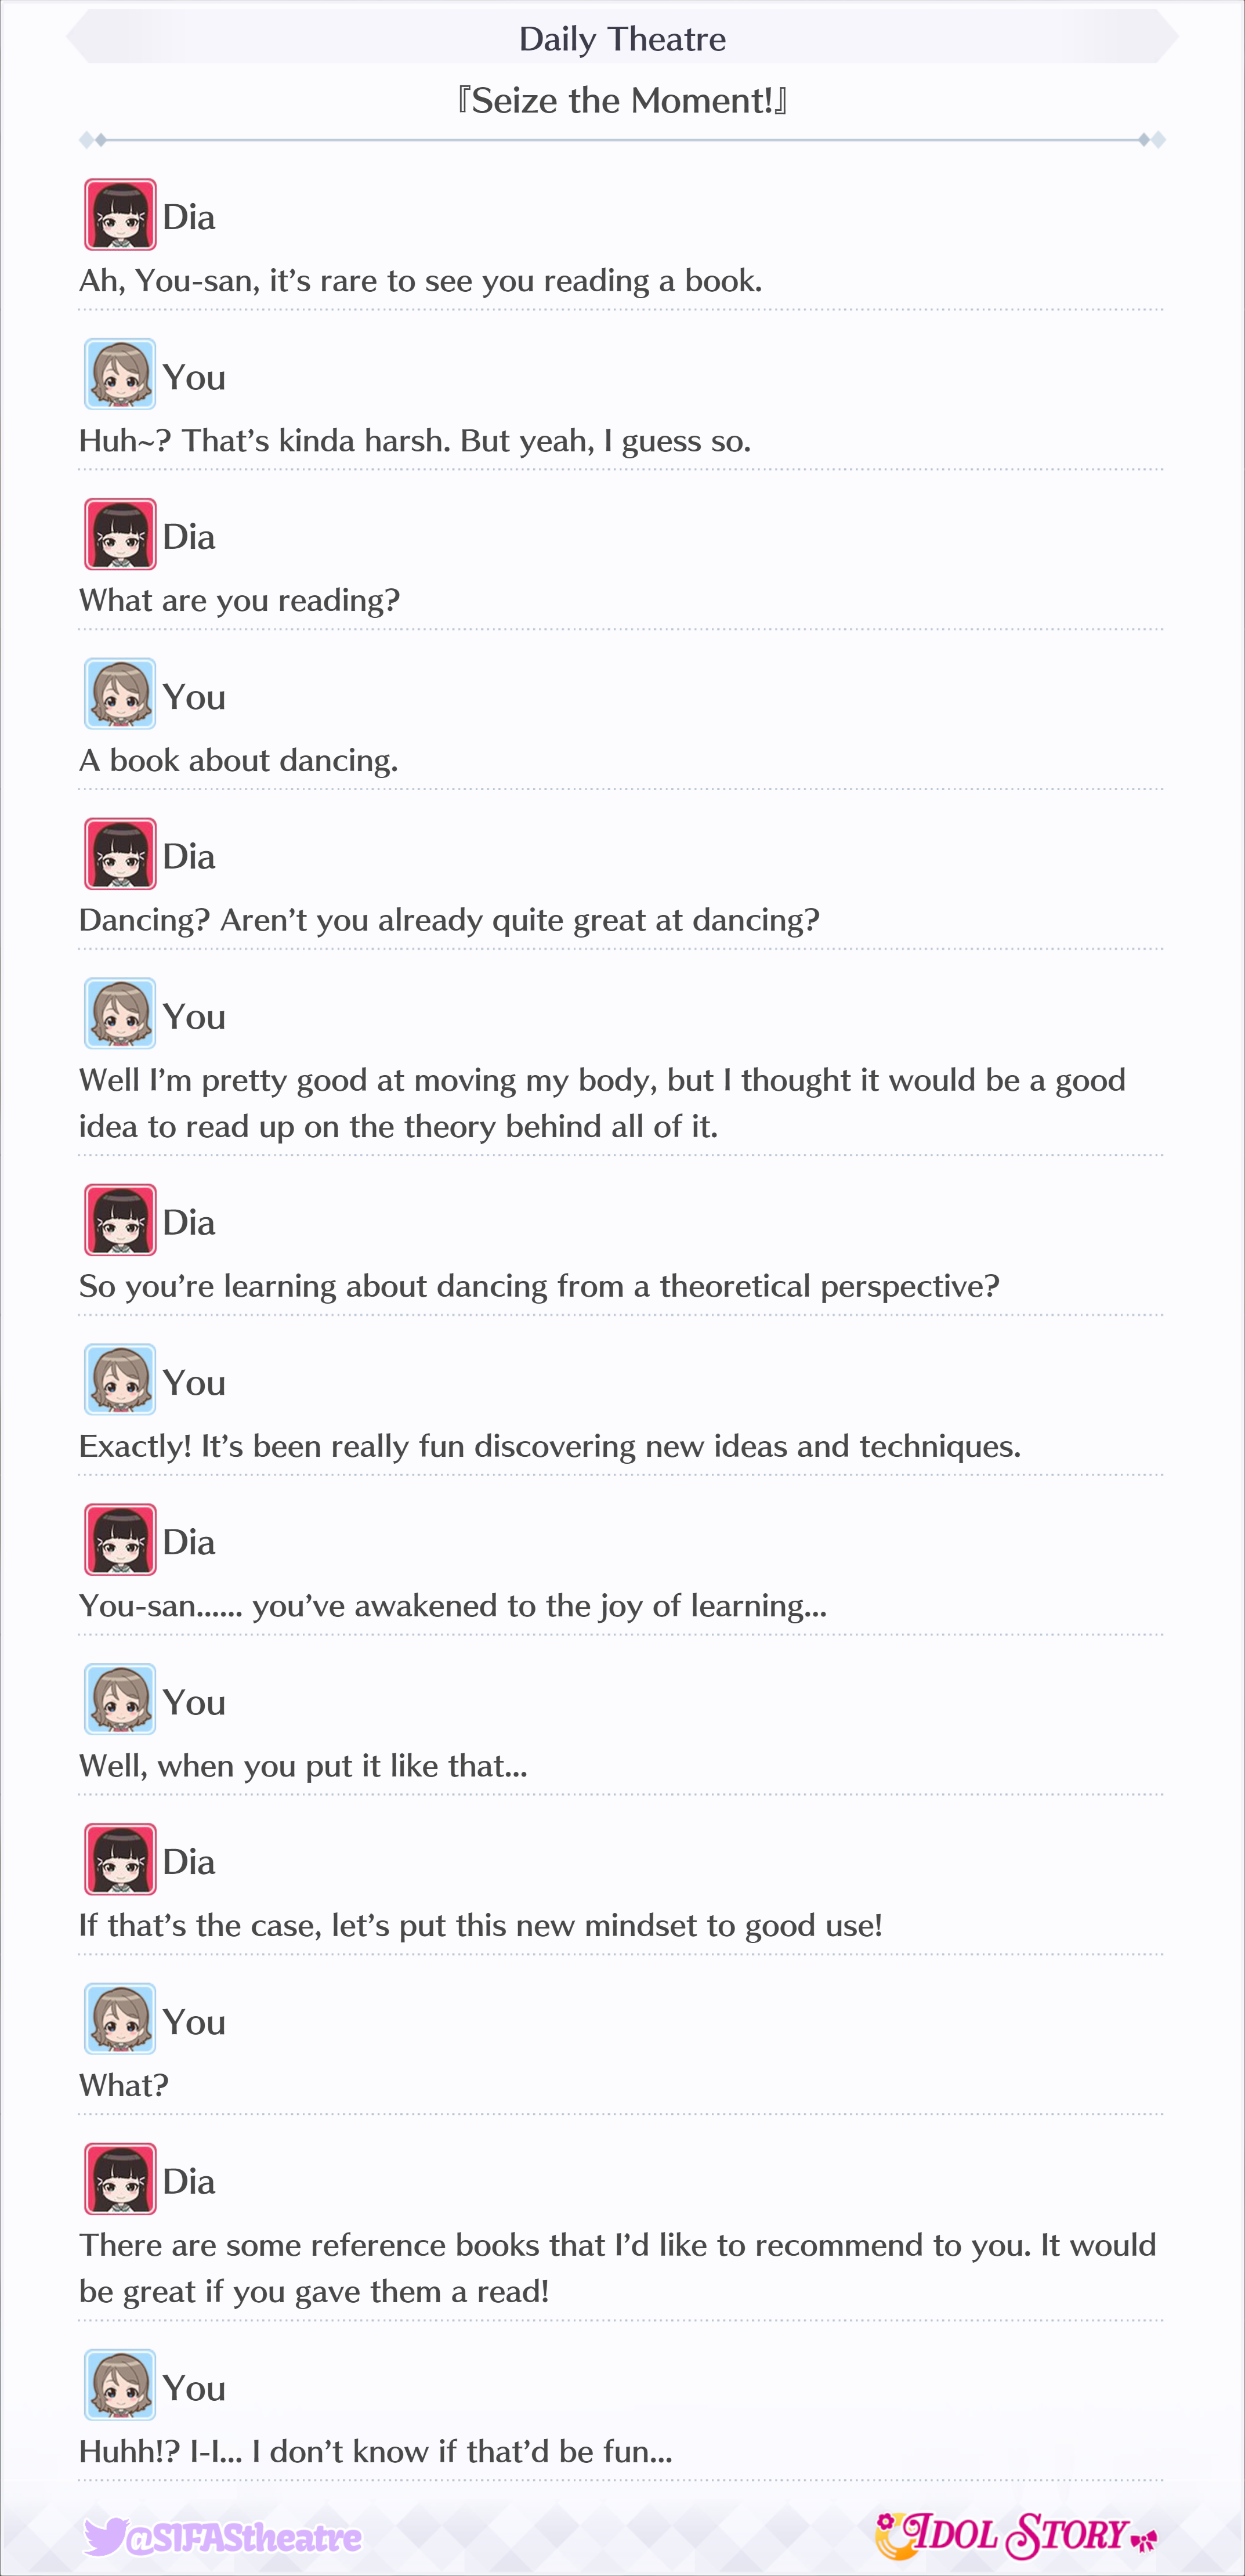 Daily Theatre
『Seize the Moment!』
Dia
Ah, You-san, it's rare to see you reading a book.
You
Huh~? That's kinda harsh. But yeah, I guess so.
Dia
What are you reading?
You
A book about dancing.
Dia
Dancing? Aren't you already quite great at dancing?
You
Well I'm pretty good at moving my body, but I thought it would be a good
idea to read up on the theory behind all of it.
Dia
So you're learning about dancing from a theoretical perspective?
You
Exactly! It's been really fun discovering new ideas and techniques.
Dia
You-san...... you've awakened to the joy of learning...
You
Well, when you put it like that...
Dia
If that's the case, let's put this new mindset to good use!
You
What?
Dia
There are some reference books that I'd like to recommend to you. It would
be great if you gave them a read!
You
Huhh!? I-I... I don't know if that'd be fun...
@SIFAStheatre
IDOL STORY